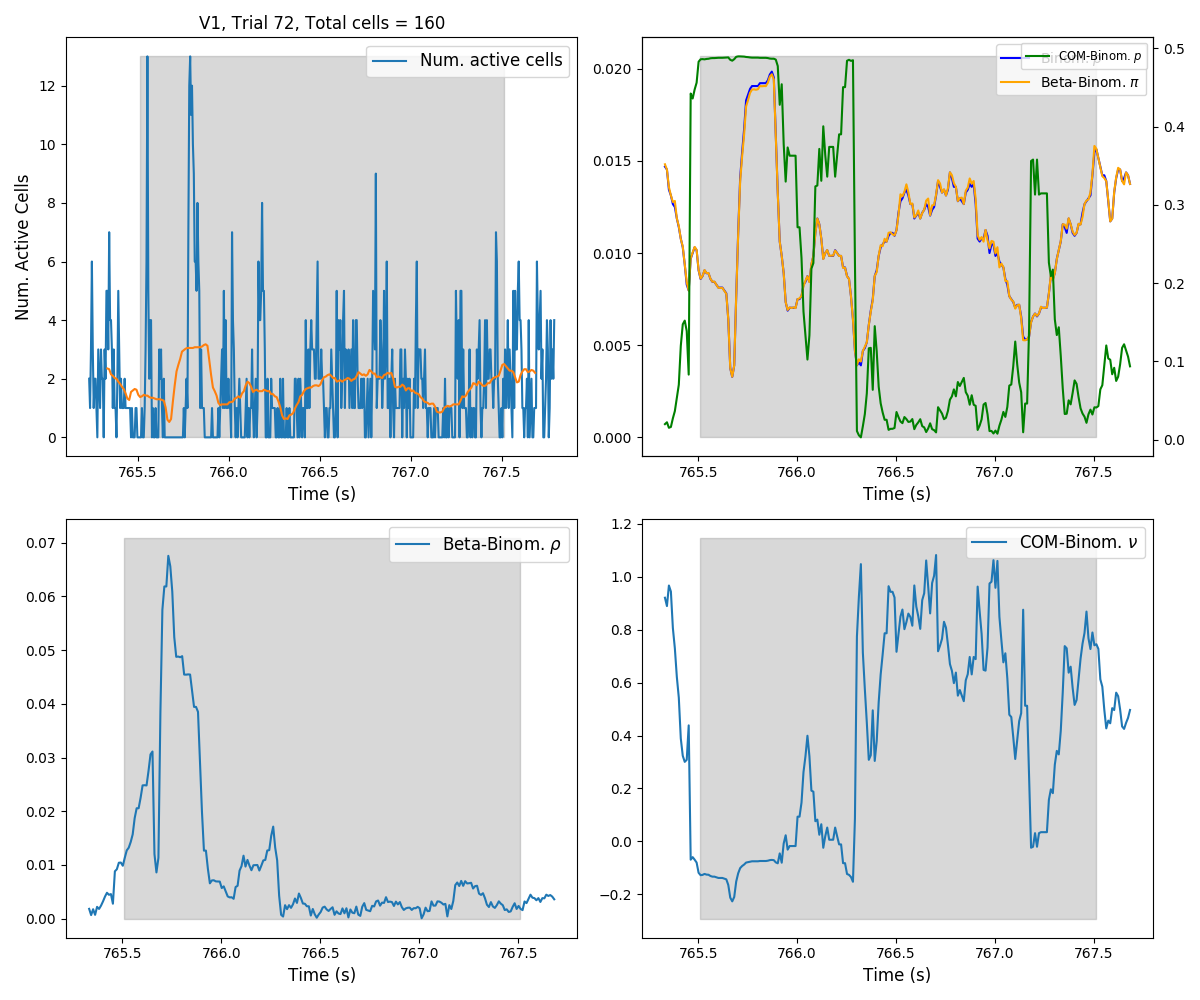 V1, Trial 72, Total cells = 160
Num. active cells
Num. Active Cells
12
10
8
6
4
2
0
765.5 766.0 766.5 767.0 767.5
Time (s)
COM-Binom. p
Beta-Binom. π
0.020
0.015
0.010
0.005
0.000
0.5
0.4
0.3
0.2
0.1
0.0
765.5 766.0 766.5 767.0 767.5
Time (s)
Beta-Binom. ρ
0.07
0.06
0.05
0.04
0.03
0.02
0.01
0.00
765.5 766.0 766.5 767.0 767.5
Time (s)
COM-Binom. ν
1.2
1.0
0.8
0.6
0.4
0.2
0.0
−0.2
765.5 766.0 766.5 767.0 767.5
Time (s)